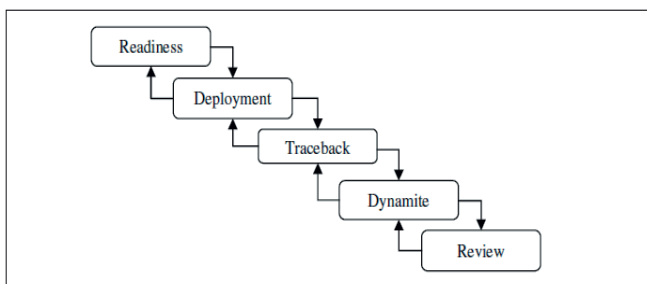 Readiness
Deployment
Traceback
Dynamite
Review